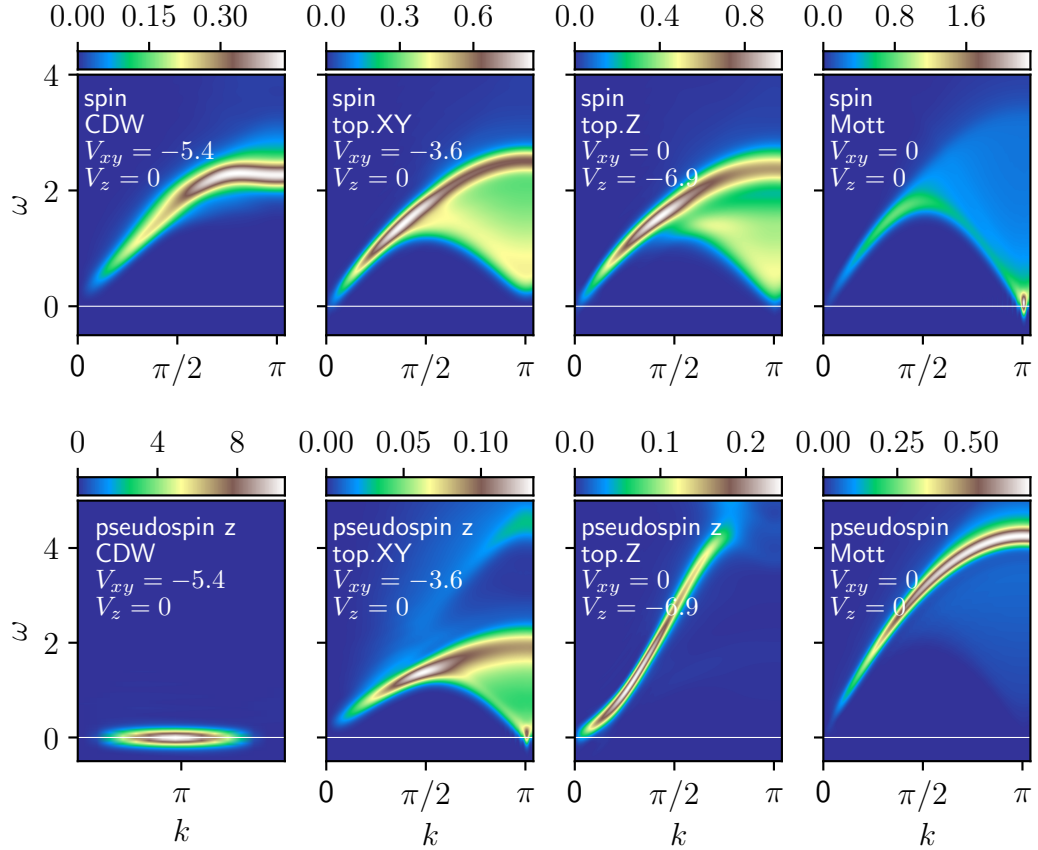 0.00 0.15 0.30
0.0 0.3 0.6
0.0 0.4 0.8
0.0 0.8 1.6
4
2
0
ω
spin
CDW
V_{xy} = −5.4
V_z = 0
spin
top.XY
V_{xy} = −3.6
V_z = 0
spin
top.Z
V_{xy} = 0
V_z = −6.9
spin
Mott
V_{xy} = 0
V_z = 0
0 π/2 π
0 π/2 π
0 π/2 π
0 π/2 π
0 4 8
0.00 0.05 0.10
0.0 0.1 0.2
0.00 0.25 0.50
4
2
0
ω
pseudospin z
CDW
V_{xy} = −5.4
V_z = 0
pseudospin z
top.XY
V_{xy} = −3.6
V_z = 0
pseudospin z
top.Z
V_{xy} = 0
V_z = −6.9
pseudospin
Mott
V_{xy} = 0
V_z = 0
π
0 π/2 π
0 π/2 π
0 π/2 π
k
k
k
k